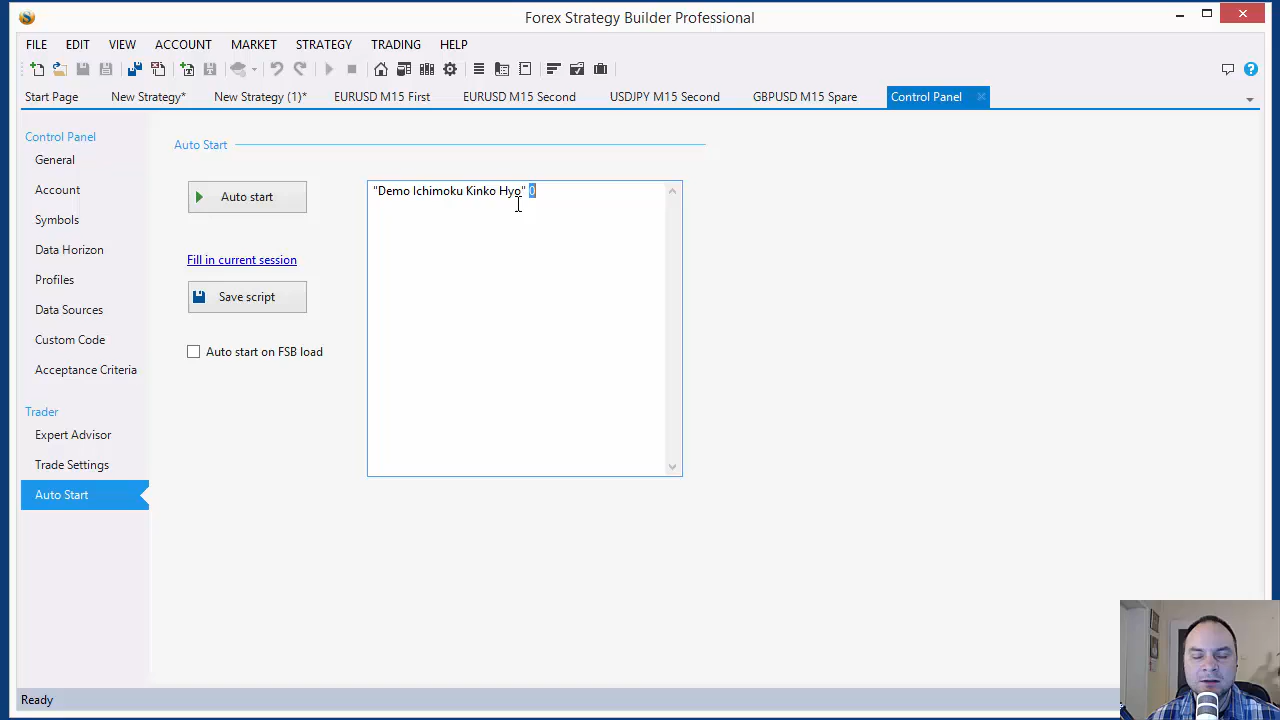 Forex Strategy Builder Professional
FILE EDIT VIEW ACCOUNT MARKET STRATEGY TRADING HELP
Start Page New Strategy* New Strategy (1)* EURUSD M15 First EURUSD M15 Second USDJPY M15 Second GBPUSD M15 Spare Control Panel
Control Panel
General
Account
Symbols
Data Horizon
Profiles
Data Sources
Custom Code
Acceptance Criteria
Trader
Expert Advisor
Trade Settings
Auto Start
Auto Start
Auto start
Fill in current session
Save script
Auto start on FSB load
"Demo Ichimoku Kinko Hyo" 0
Ready